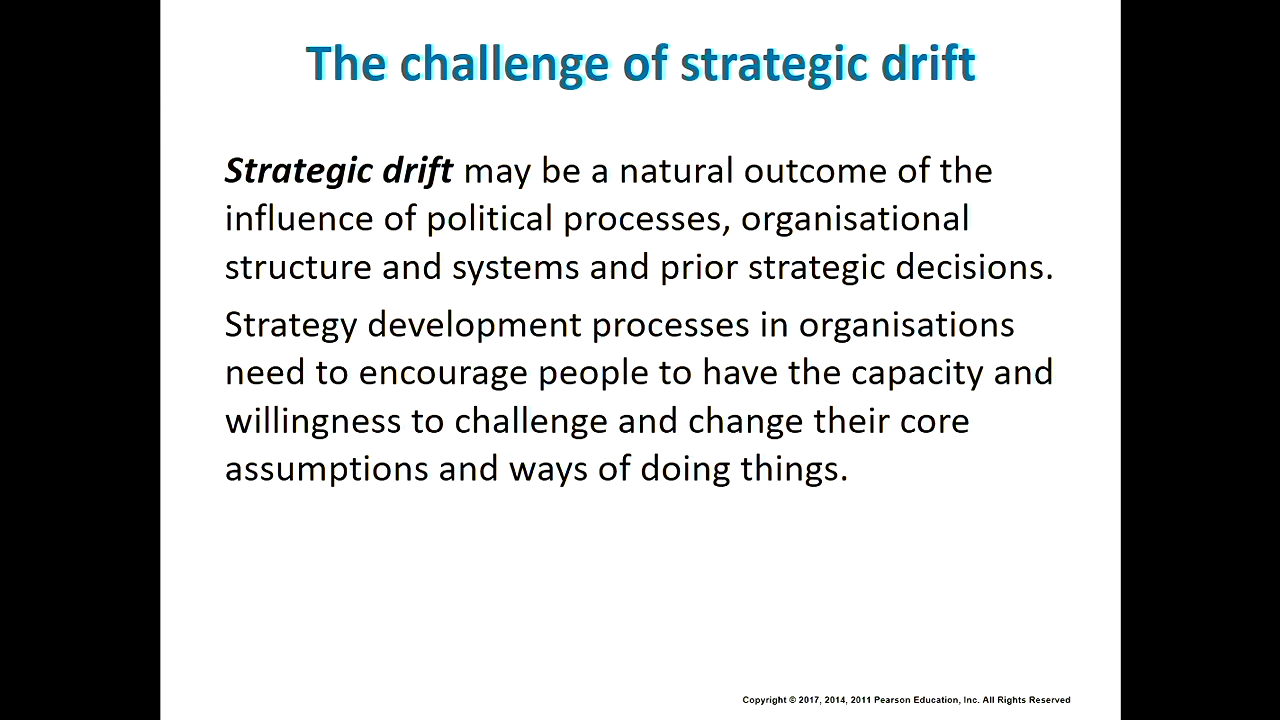 The challenge of strategic drift
Strategic drift may be a natural outcome of the
influence of political processes, organisational
structure and systems and prior strategic decisions.
Strategy development processes in organisations
need to encourage people to have the capacity and
willingness to challenge and change their core
assumptions and ways of doing things.
Copyright © 2017, 2014, 2011 Pearson Education, Inc. All Rights Reserved